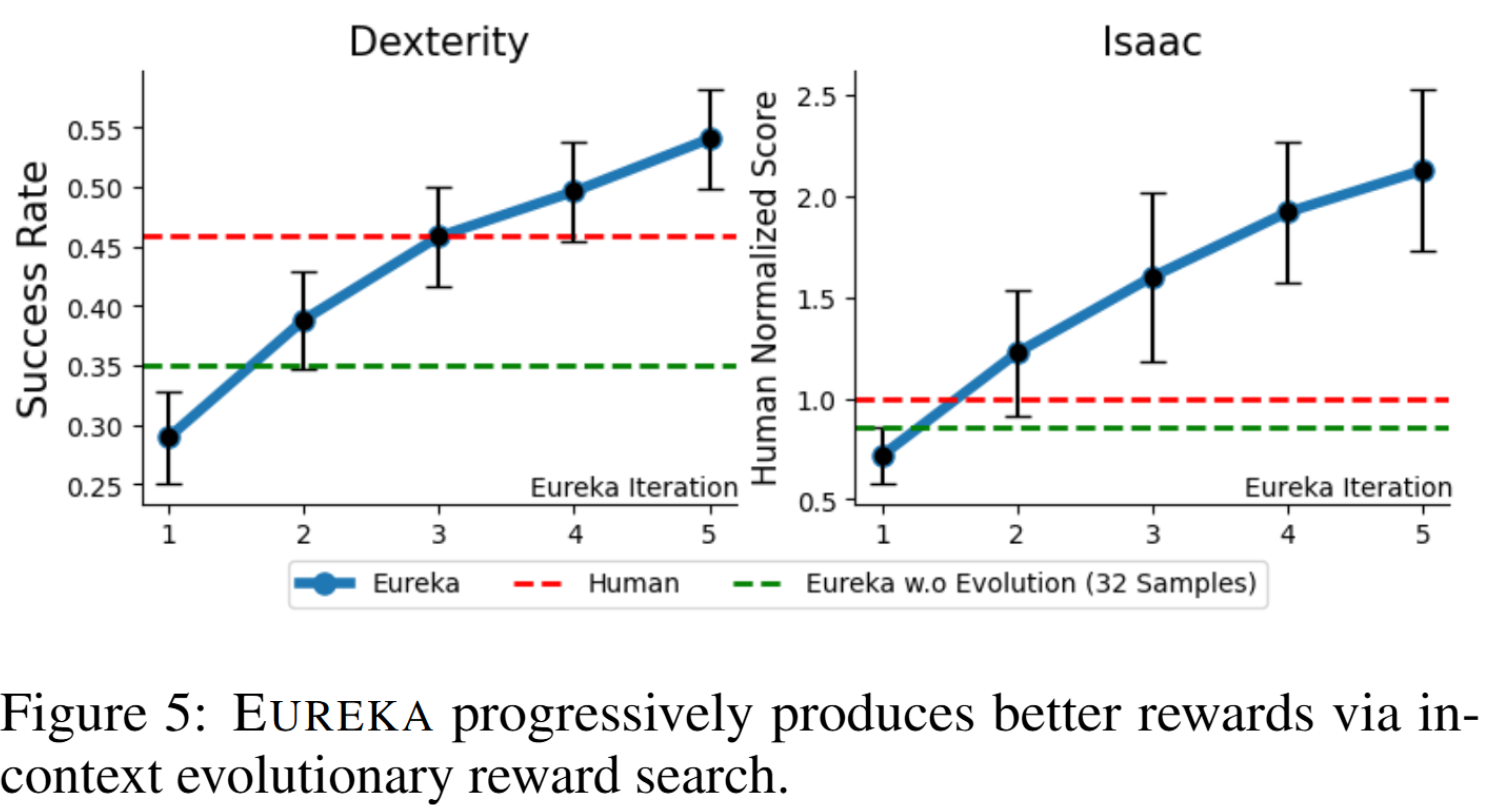 Dexterity
Isaac
Success Rate
0.55
0.50
0.45
0.40
0.35
0.30
0.25
1 2 3 4 5
Eureka Iteration
Human Normalized Score
2.5
2.0
1.5
1.0
0.5
1 2 3 4 5
Eureka Iteration
Eureka Human Eureka w.o Evolution (32 Samples)
Figure 5: EUREKA progressively produces better rewards via in-
context evolutionary reward search.